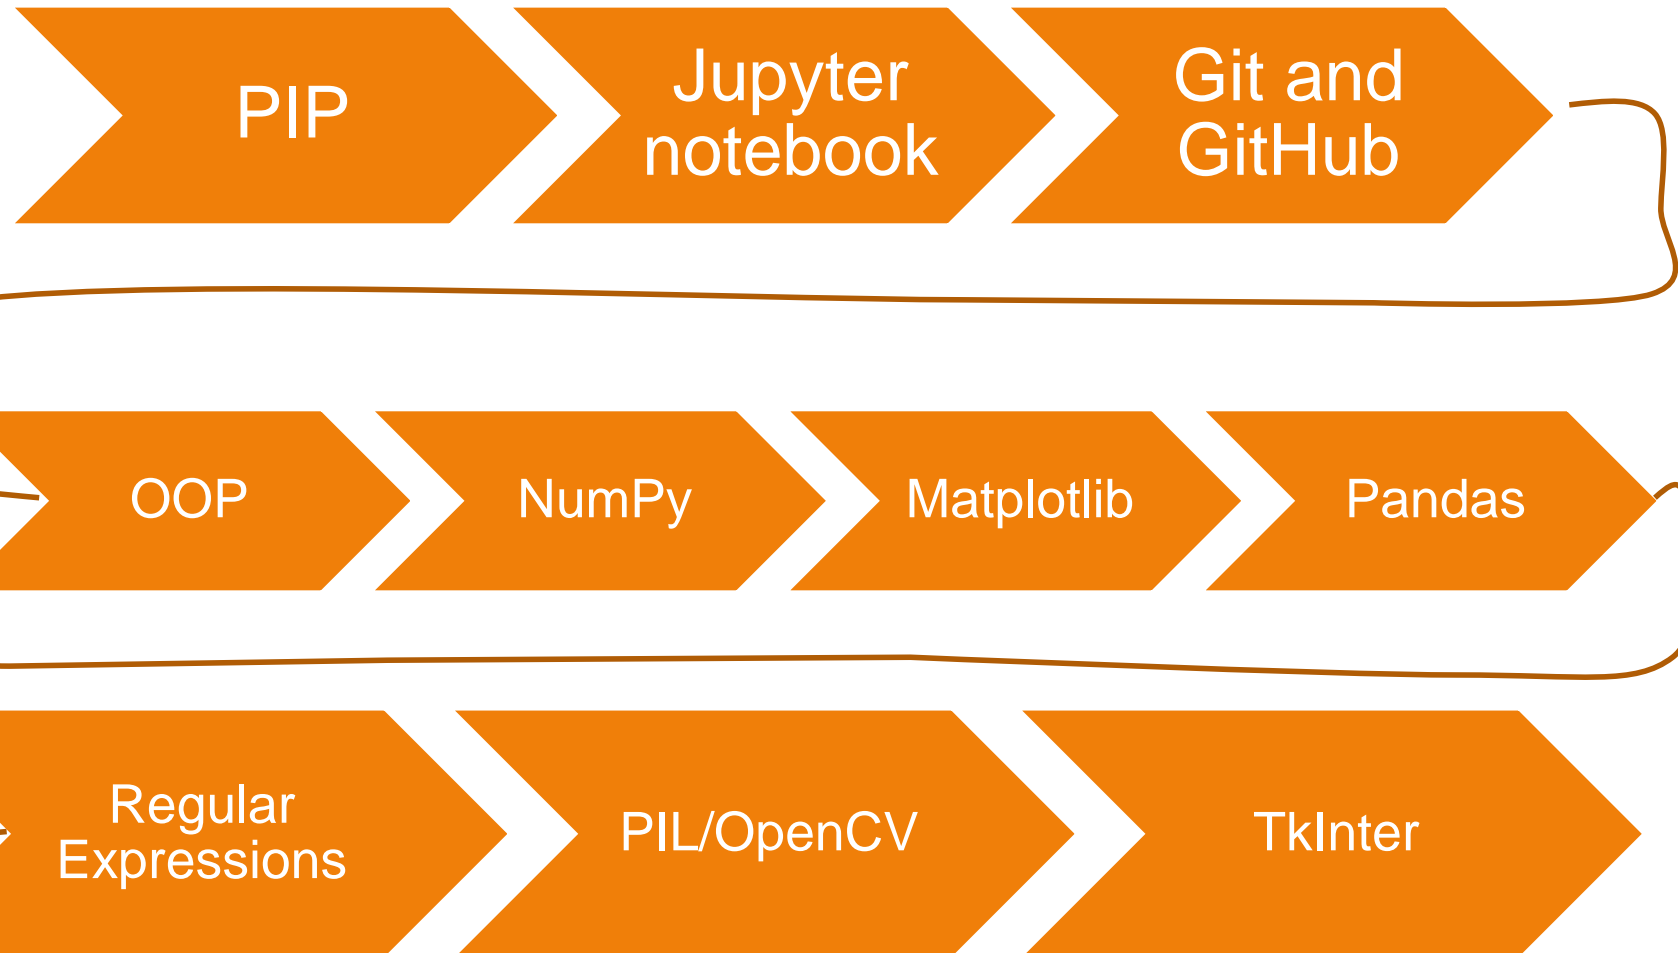 PIP
Jupyter
notebook
Git and
GitHub
OOP
NumPy
Matplotlib
Pandas
Regular
Expressions
PIL/OpenCV
TkInter